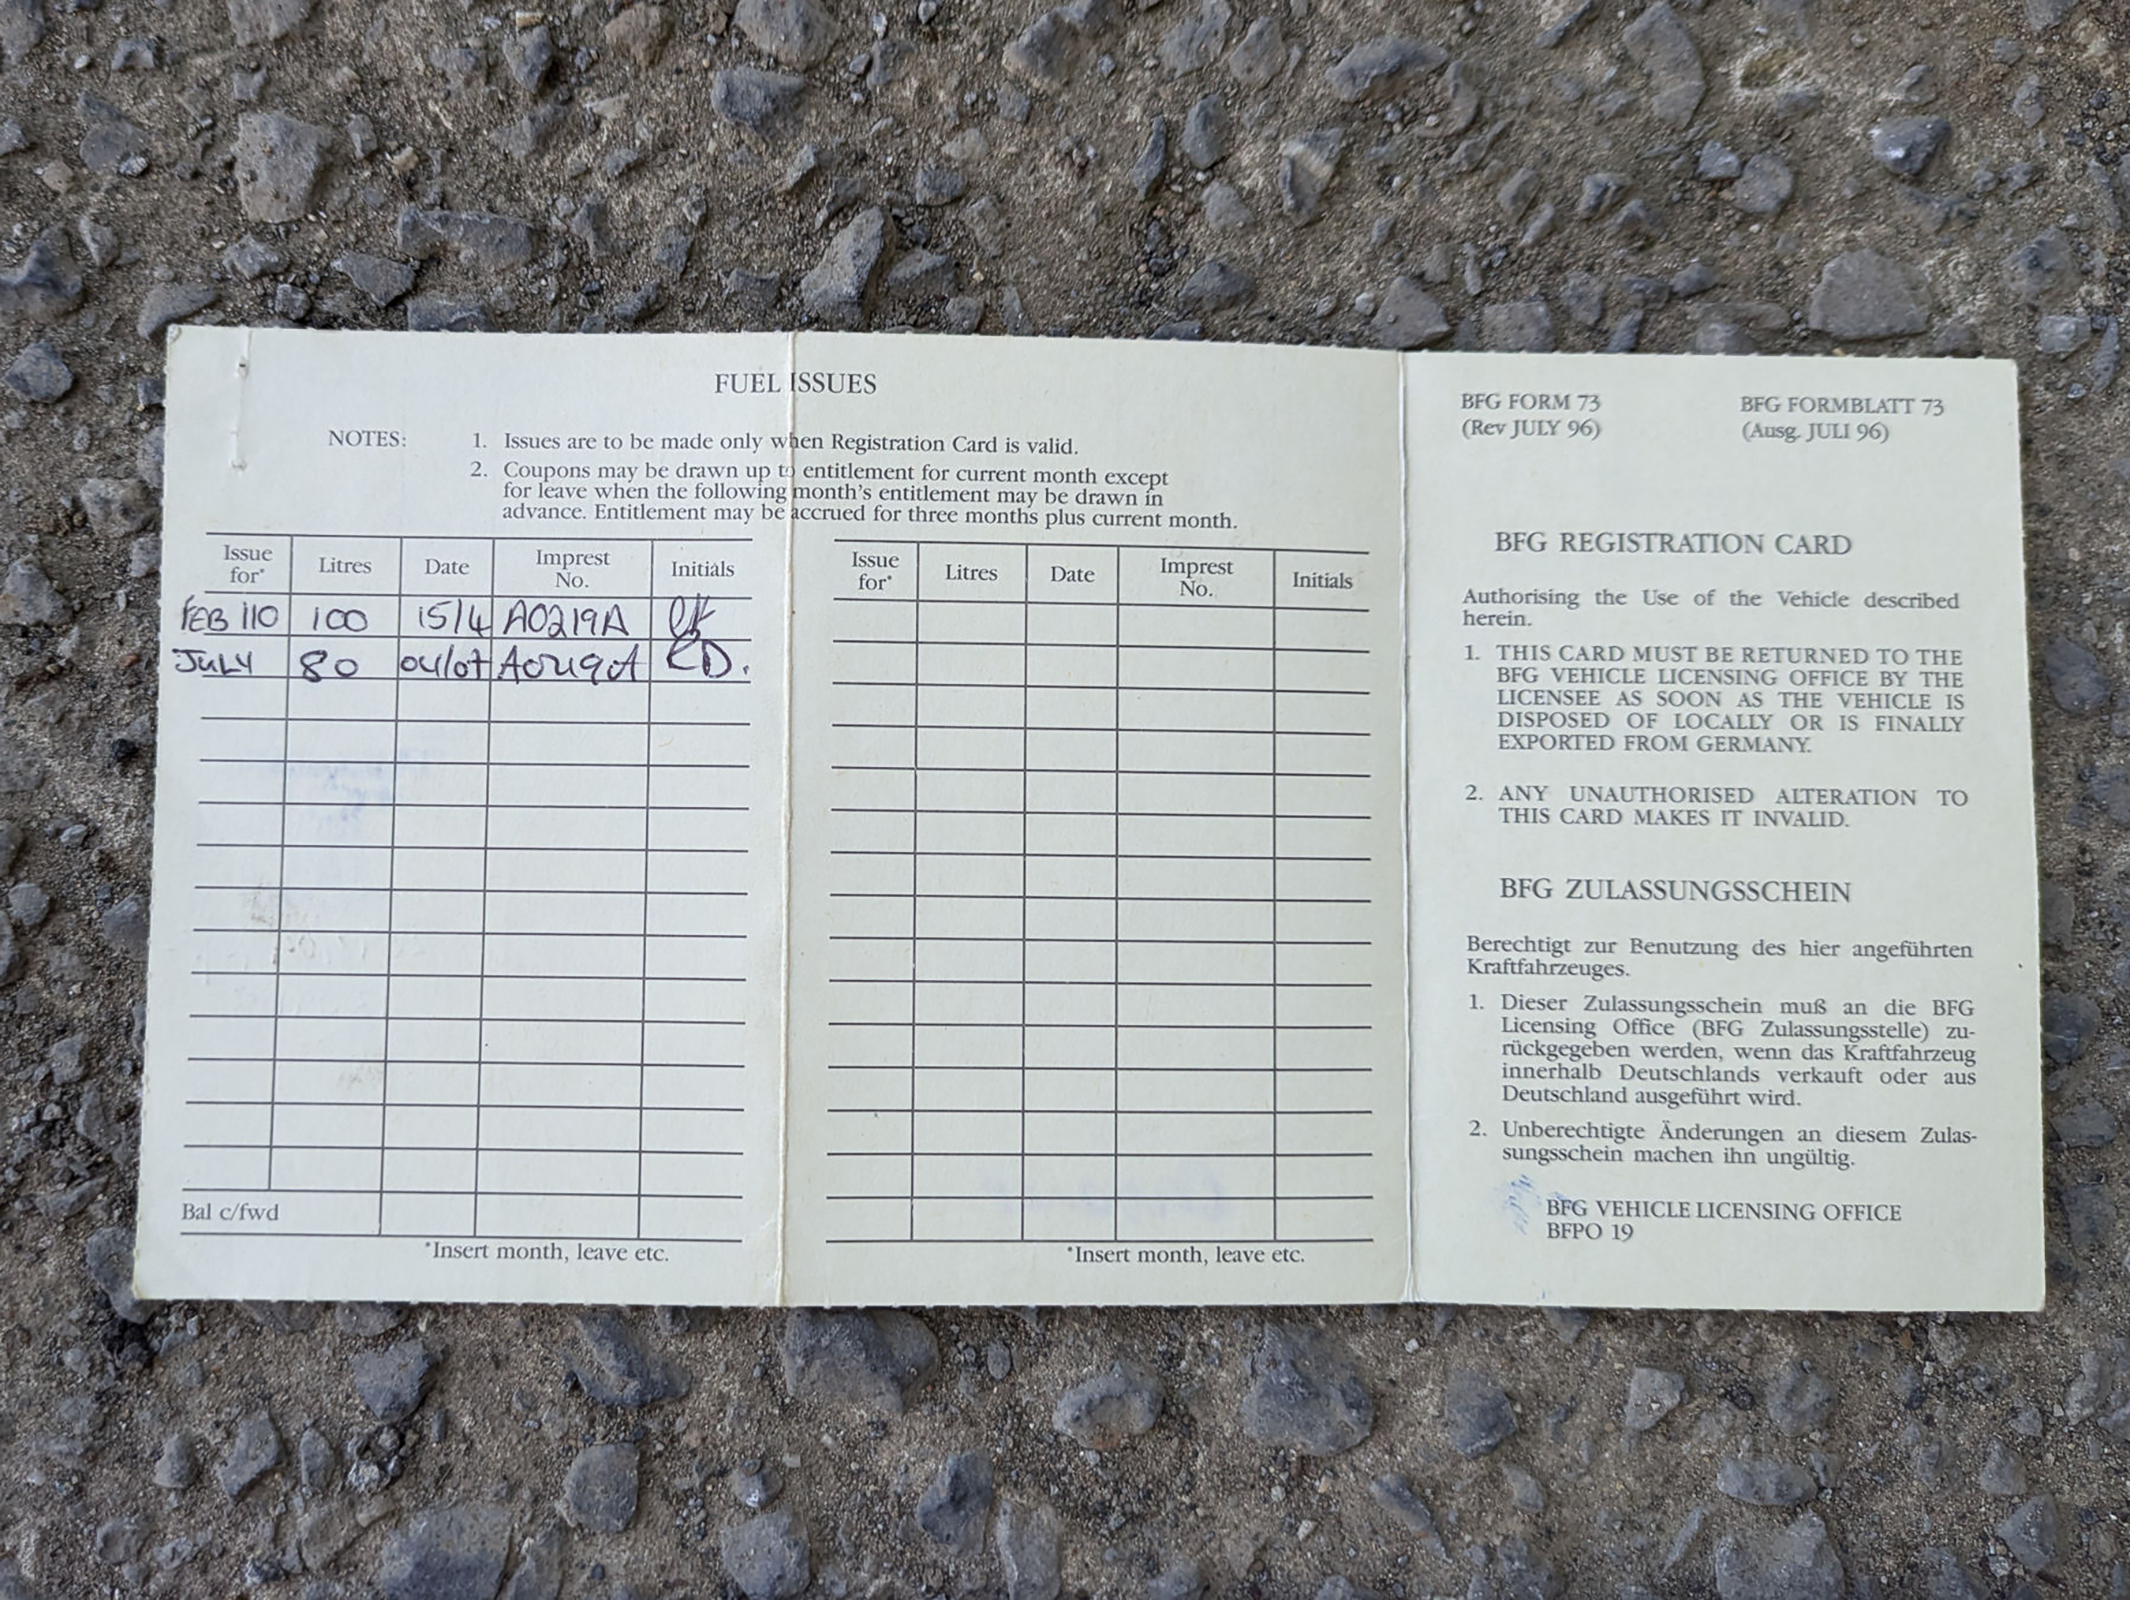 FUEL ISSUES
NOTES: 1. Issues are to be made only when Registration Card is valid.
2. Coupons may be drawn up to entitlement for current month except
for leave when the following month's entitlement may be drawn in
advance. Entitlement may be accrued for three months plus current month.
Issue for* Litres Date Imprest No. Initials
FEB 110 100 15/4 A0219A
JULY 80 04/07 CD.
Bal c/fwd
*Insert month, leave etc.
Issue for* Litres Date Imprest No. Initials
*Insert month, leave etc.
BFG FORM 73 BFG FORMBLATT 73
(Rev JULY 96) (Ausg. JULI 96)
BFG REGISTRATION CARD
Authorising the Use of the Vehicle described
herein.
1. THIS CARD MUST BE RETURNED TO THE
BFG VEHICLE LICENSING OFFICE BY THE
LICENSEE AS SOON AS THE VEHICLE IS
DISPOSED OF LOCALLY OR IS FINALLY
EXPORTED FROM GERMANY.
2. ANY UNAUTHORISED ALTERATION TO
THIS CARD MAKES IT INVALID.
BFG ZULASSUNGSSCHEIN
Berechtigt zur Benutzung des hier angeführten
Kraftfahrzeuges.
1. Dieser Zulassungsschein muß an die BFG
Licensing Office (BFG Zulassungsstelle) zu-
rückgegeben werden, wenn das Kraftfahrzeug
innerhalb Deutschlands verkauft oder aus
Deutschland ausgeführt wird.
2. Unberechtigte Änderungen an diesem Zulas-
sungsschein machen ihn ungültig.
BFG VEHICLE LICENSING OFFICE
BFPO 19